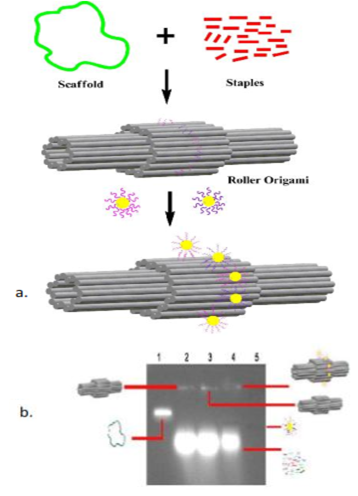 +
Scaffold
Staples
Roller Origami
a.
1 2 3 4 5
b.